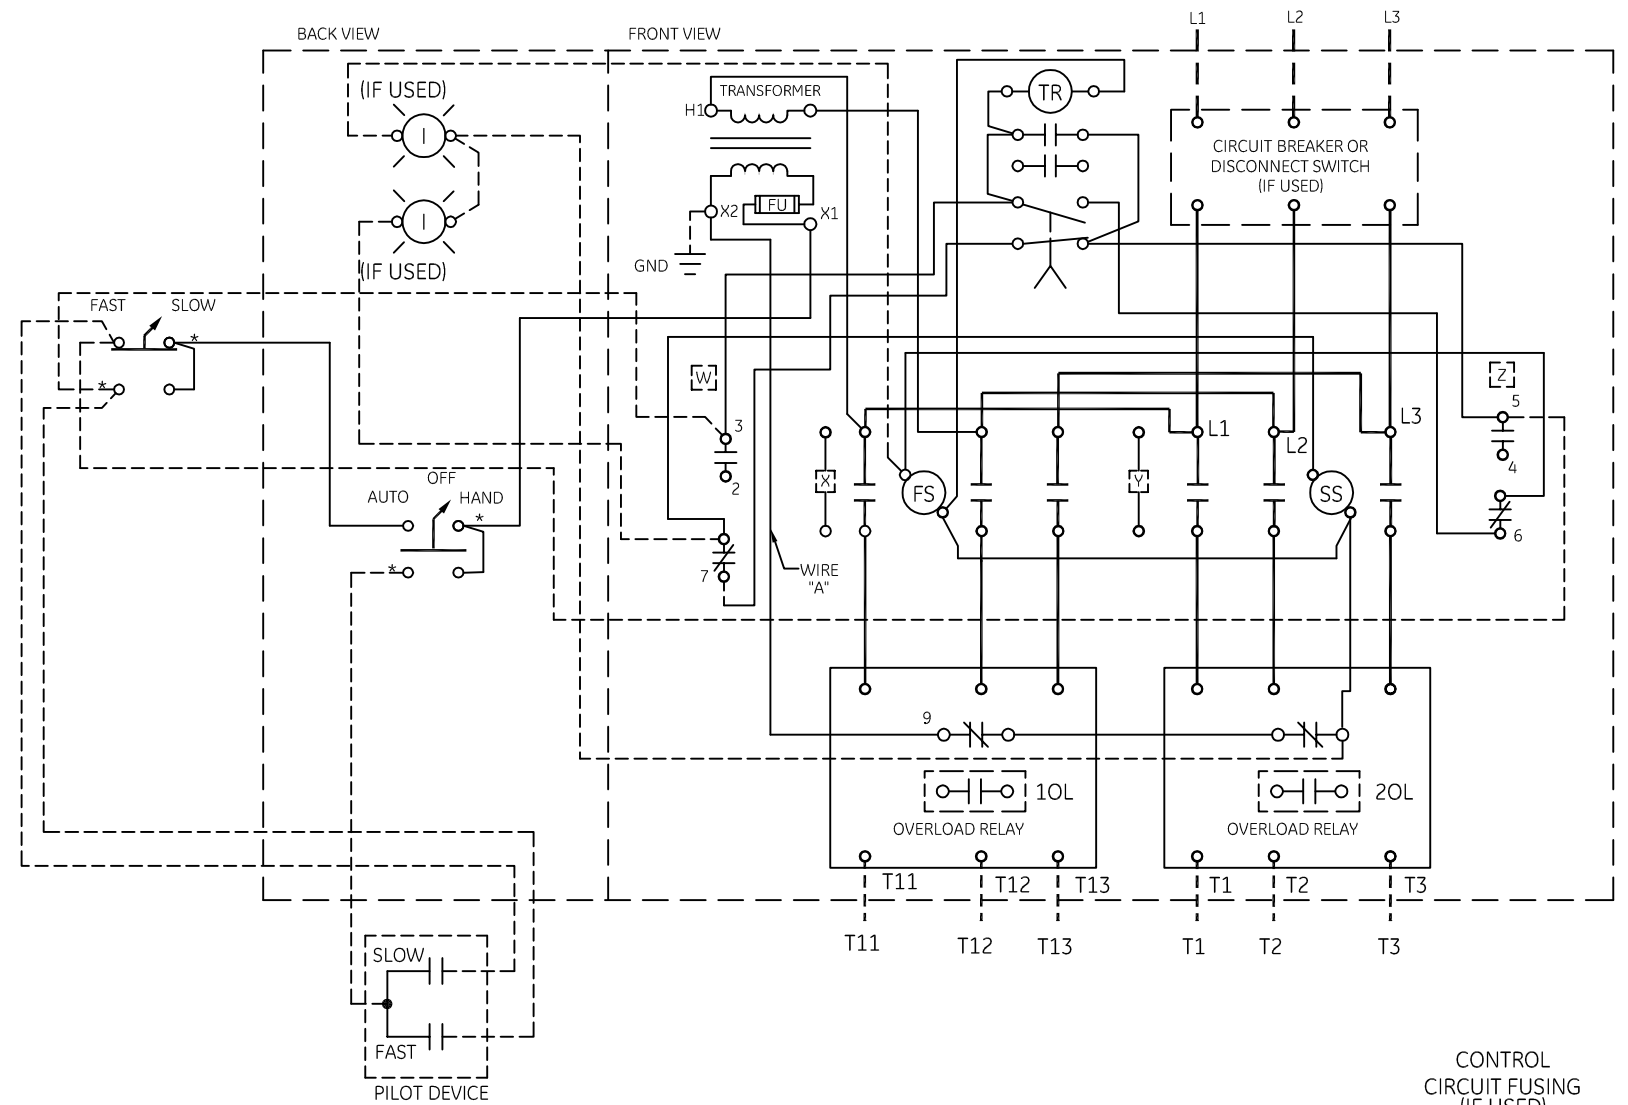 L1
L2
L3
BACK VIEW
FRONT VIEW
(IF USED)
I
I
(IF USED)
TRANSFORMER
H1
FU
X2
X1
GND
TR
CIRCUIT BREAKER OR
DISCONNECT SWITCH
(IF USED)
FAST
SLOW
*
*
W
Z
5
3
L1
L2
L3
4
2
X
FS
Y
SS
OFF
AUTO
HAND
*
*
6
7
WIRE
"A"
9
1OL
2OL
OVERLOAD RELAY
OVERLOAD RELAY
T11
T12
T13
T1
T2
T3
T11
T12
T13
T1
T2
T3
SLOW
FAST
PILOT DEVICE
CONTROL
CIRCUIT FUSING
(IF USED)